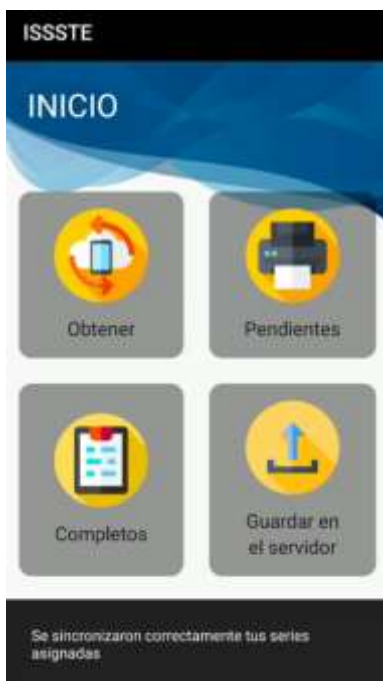 ISSSTE
INICIO
Obtener
Pendientes
Completos
Guardar en
el servidor
Se sincronizaron correctamente tus series
asignadas